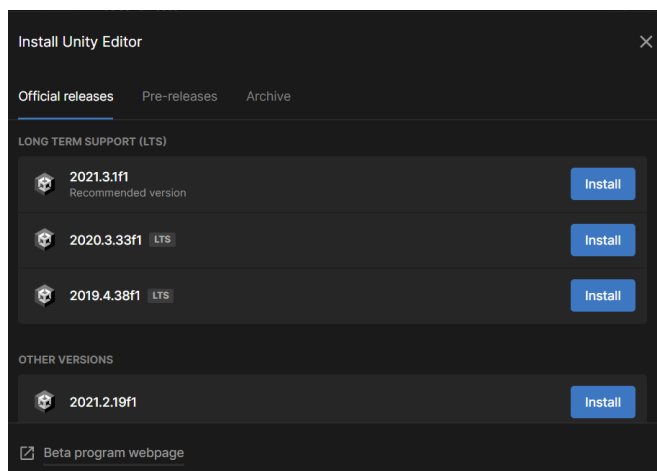 Install Unity Editor
Official releases Pre-releases Archive
LONG TERM SUPPORT (LTS)
2021.3.1f1
Recommended version
Install
2020.3.33f1 LTS
Install
2019.4.38f1 LTS
Install
OTHER VERSIONS
2021.2.19f1
Install
Beta program webpage